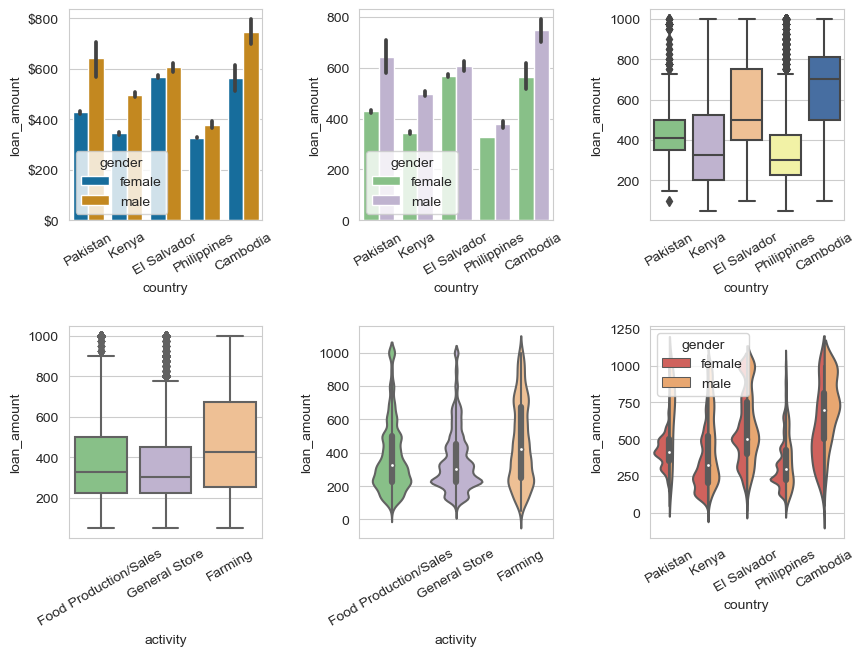 $800
$600
$400
$200
$0
loan_amount
gender
female
male
Pakistan
Kenya
El Salvador
Philippines
Cambodia
country
800
600
400
200
0
loan_amount
gender
female
male
Pakistan
Kenya
El Salvador
Philippines
Cambodia
country
1000
800
600
400
200
loan_amount
Pakistan
Kenya
El Salvador
Philippines
Cambodia
country
1000
800
600
400
200
loan_amount
Food Production/Sales
General Store
Farming
activity
1000
800
600
400
200
0
loan_amount
Food Production/Sales
General Store
Farming
activity
1250
1000
750
500
250
0
loan_amount
gender
female
male
Pakistan
Kenya
El Salvador
Philippines
Cambodia
country